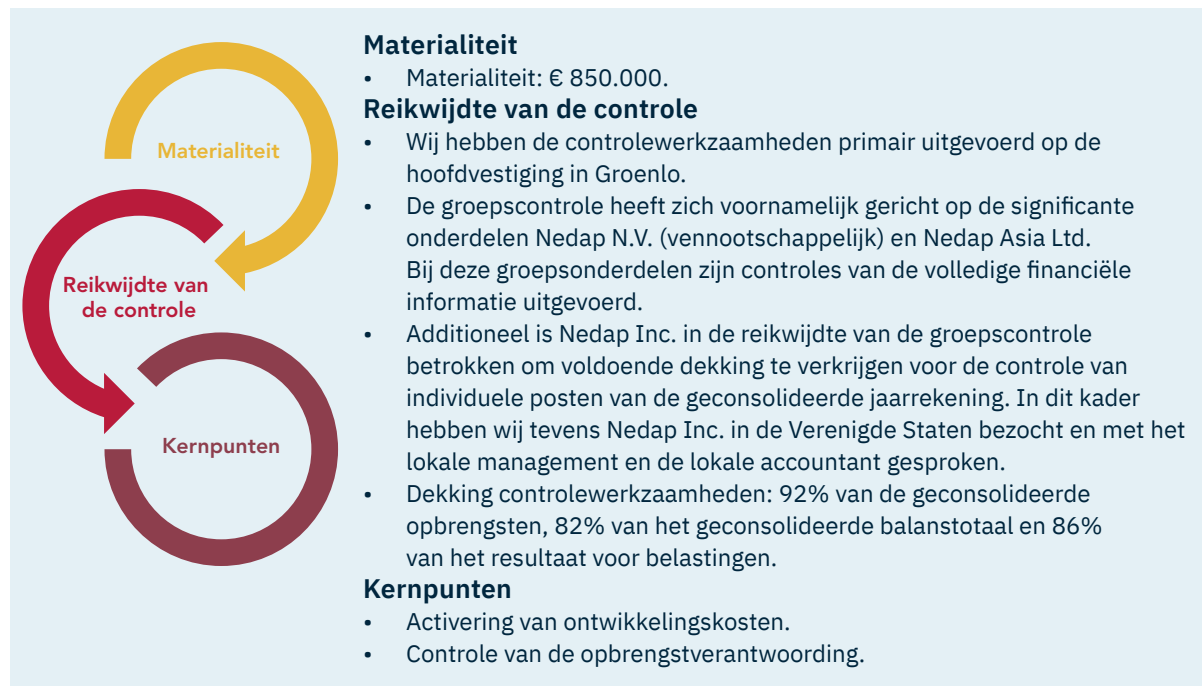 Materialiteit
Reikwijdte van
de controle
Kernpunten
Materialiteit
• Materialiteit: € 850.000.
Reikwijdte van de controle
• Wij hebben de controlewerkzaamheden primair uitgevoerd op de
hoofdvestiging in Groenlo.
• De groepscontrole heeft zich voornamelijk gericht op de significante
onderdelen Nedap N.V. (vennootschappelijk) en Nedap Asia Ltd.
Bij deze groepsonderdelen zijn controles van de volledige financiële
informatie uitgevoerd.
• Additioneel is Nedap Inc. in de reikwijdte van de groepscontrole
betrokken om voldoende dekking te verkrijgen voor de controle van
individuele posten van de geconsolideerde jaarrekening. In dit kader
hebben wij tevens Nedap Inc. in de Verenigde Staten bezocht en met het
lokale management en de lokale accountant gesproken.
• Dekking controlewerkzaamheden: 92% van de geconsolideerde
opbrengsten, 82% van het geconsolideerde balanstotaal en 86%
van het resultaat voor belastingen.
Kernpunten
• Activering van ontwikkelingskosten.
• Controle van de opbrengstverantwoording.